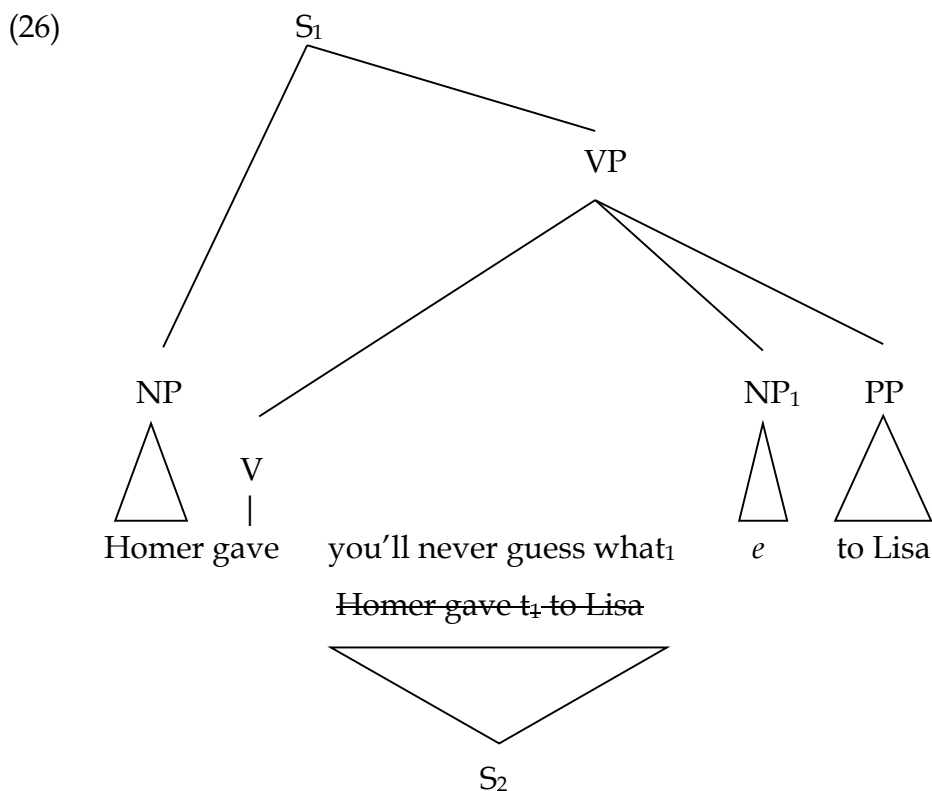 (26) S₁
VP
NP NP₁ PP
V
Homer gave you'll never guess what₁ e to Lisa
Homer gave t₁ to Lisa
S₂